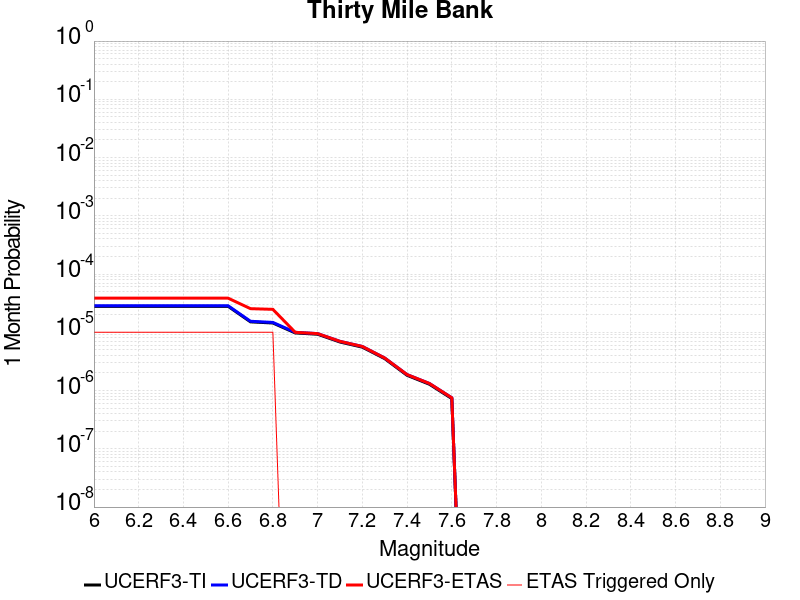 Thirty Mile Bank
1 Month Probability
10^0
10^-1
10^-2
10^-3
10^-4
10^-5
10^-6
10^-7
10^-8
6 6.2 6.4 6.6 6.8 7 7.2 7.4 7.6 7.8 8 8.2 8.4 8.6 8.8 9
Magnitude
UCERF3-TI UCERF3-TD UCERF3-ETAS ETAS Triggered Only